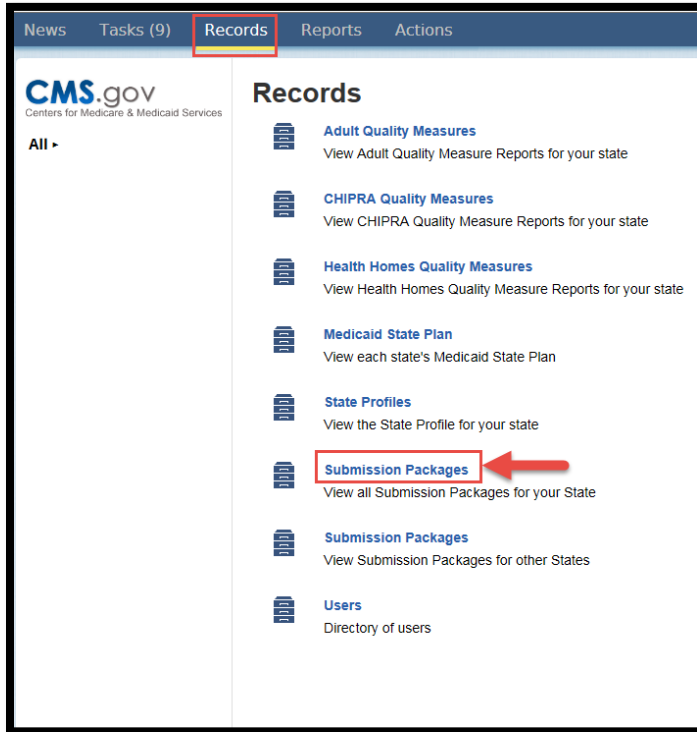 News Tasks (9) Records Reports Actions
CMS.gov
Centers for Medicare & Medicaid Services
All
Records
Adult Quality Measures
View Adult Quality Measure Reports for your state
CHIPRA Quality Measures
View CHIPRA Quality Measure Reports for your state
Health Homes Quality Measures
View Health Homes Quality Measure Reports for your state
Medicaid State Plan
View each state's Medicaid State Plan
State Profiles
View the State Profile for your state
Submission Packages
View all Submission Packages for your State
Submission Packages
View Submission Packages for other States
Users
Directory of users